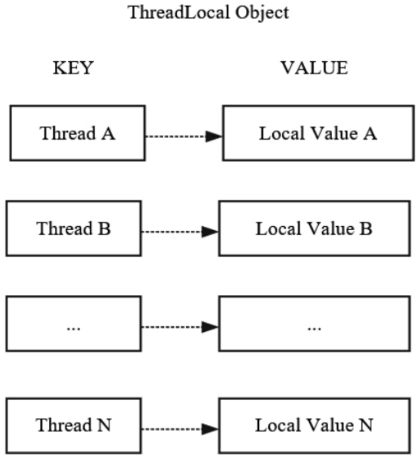 ThreadLocal Object
KEY VALUE
Thread A Local Value A
Thread B Local Value B
... ...
Thread N Local Value N